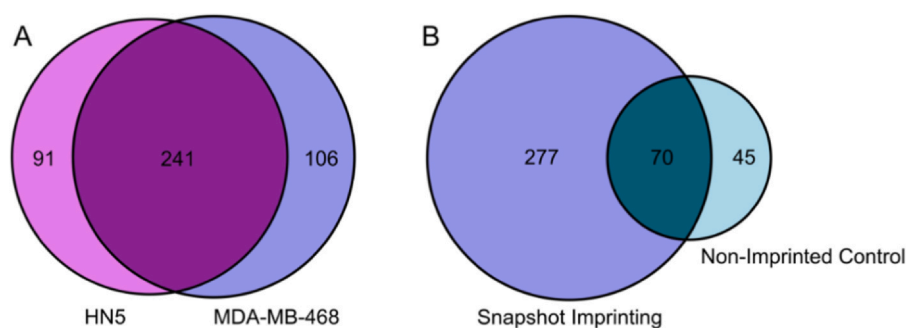 A
91
241
106
HN5
MDA-MB-468
B
277
70
45
Non-Imprinted Control
Snapshot Imprinting